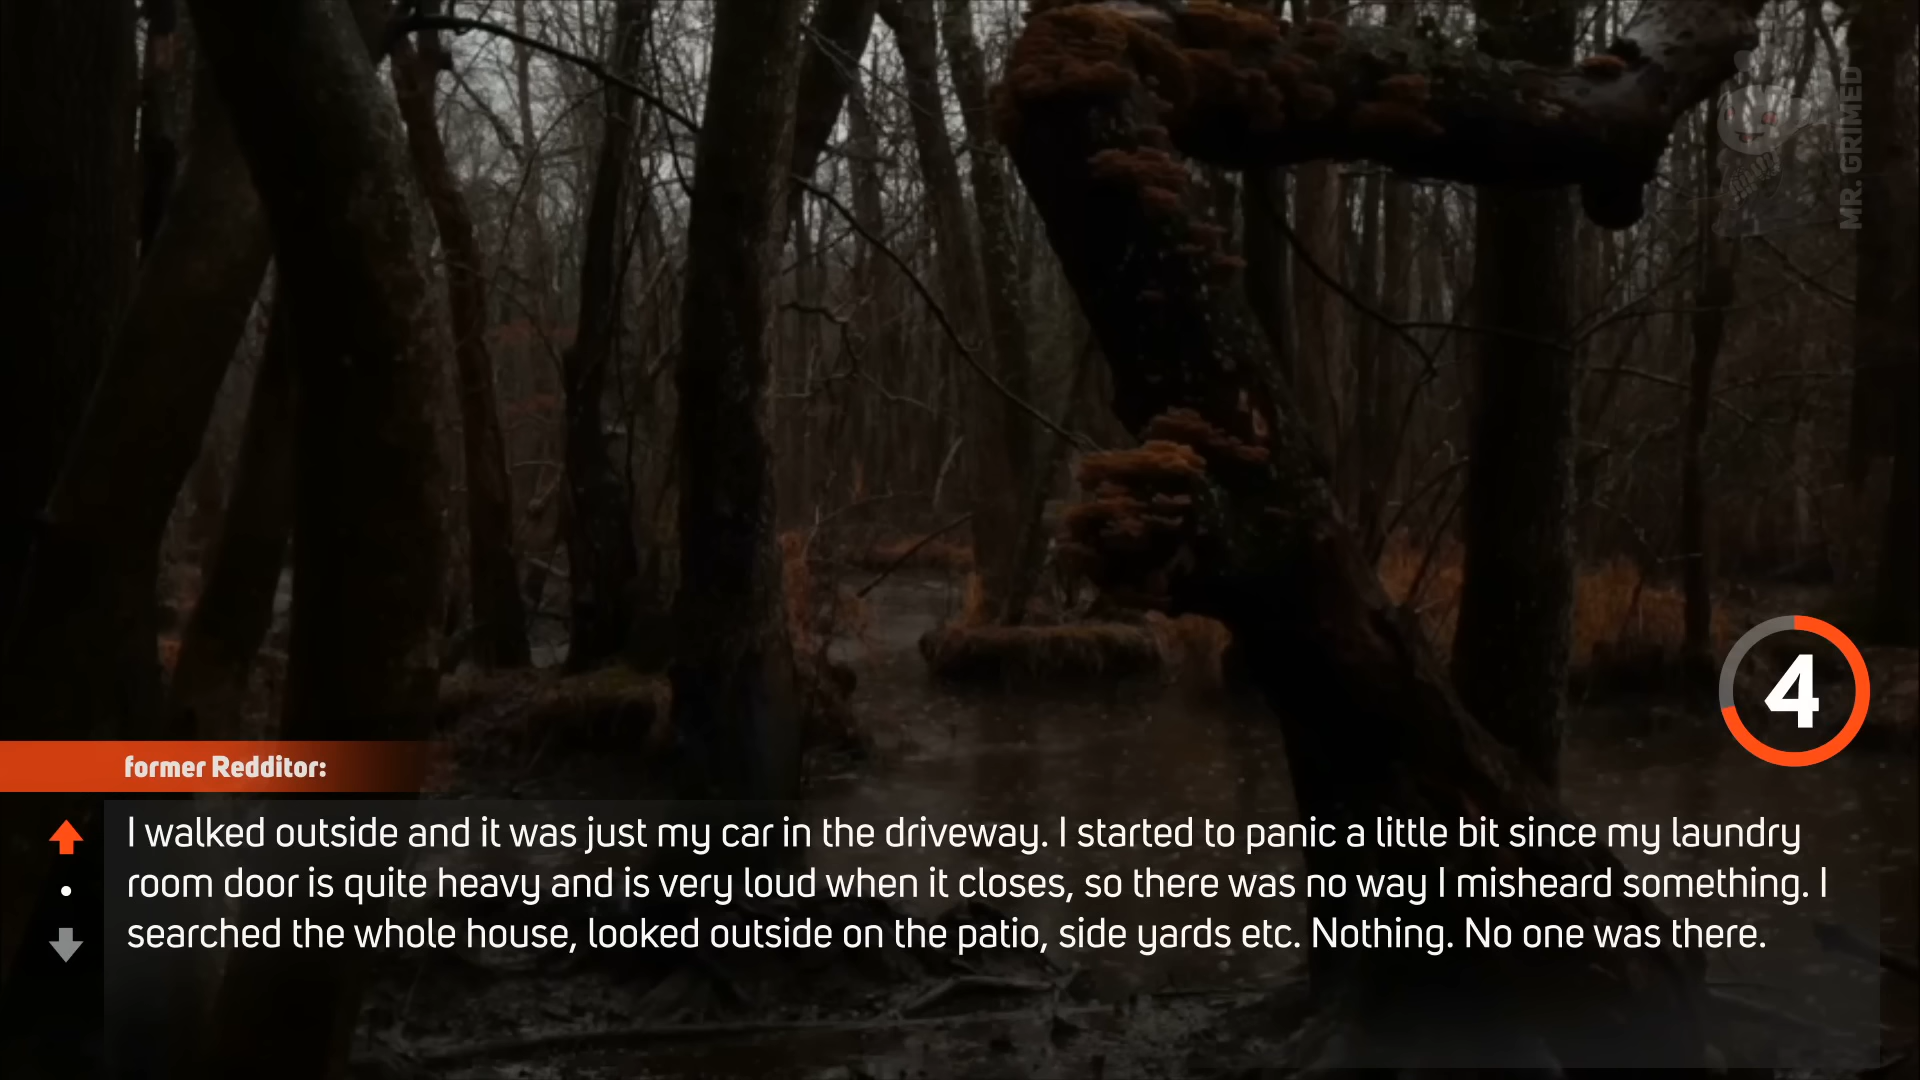 MR. GRIMED
4
former Redditor:
I walked outside and it was just my car in the driveway. I started to panic a little bit since my laundry
room door is quite heavy and is very loud when it closes, so there was no way I misheard something. I
searched the whole house, looked outside on the patio, side yards etc. Nothing. No one was there.